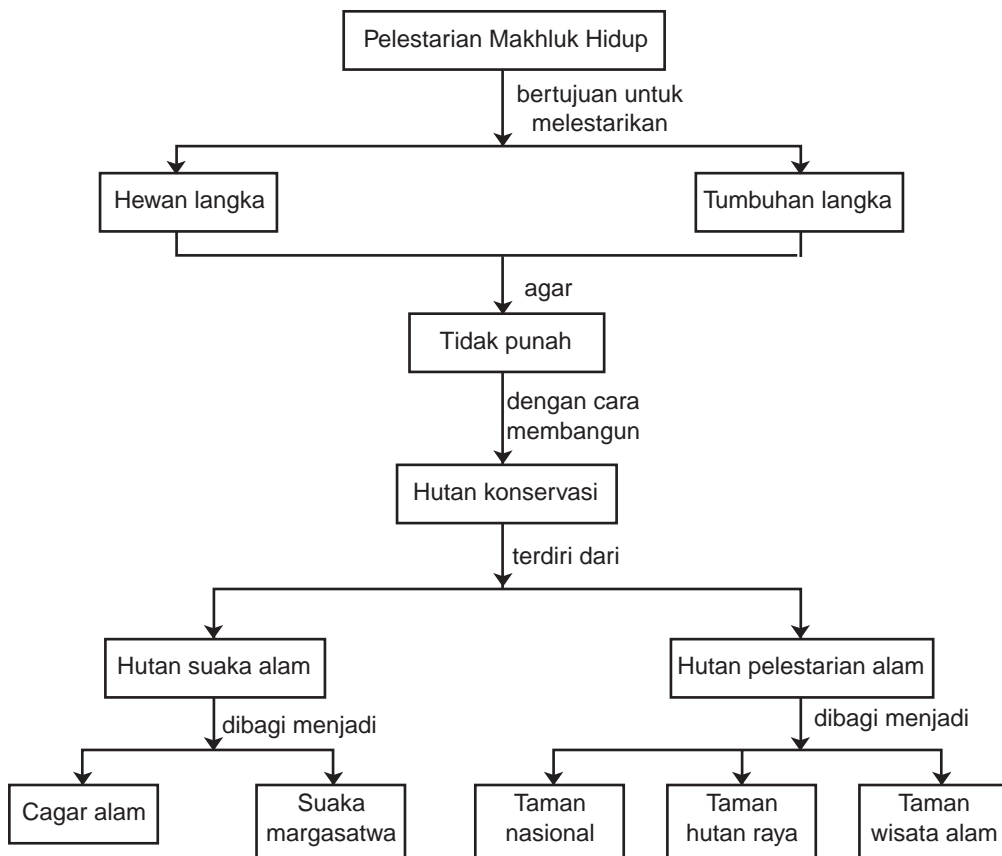 Pelestarian Makhluk Hidup
bertujuan untuk
melestarikan
Hewan langka
Tumbuhan langka
agar
Tidak punah
dengan cara
membangun
Hutan konservasi
terdiri dari
Hutan suaka alam
Hutan pelestarian alam
dibagi menjadi
dibagi menjadi
Cagar alam
Suaka
margasatwa
Taman
nasional
Taman
hutan raya
Taman
wisata alam